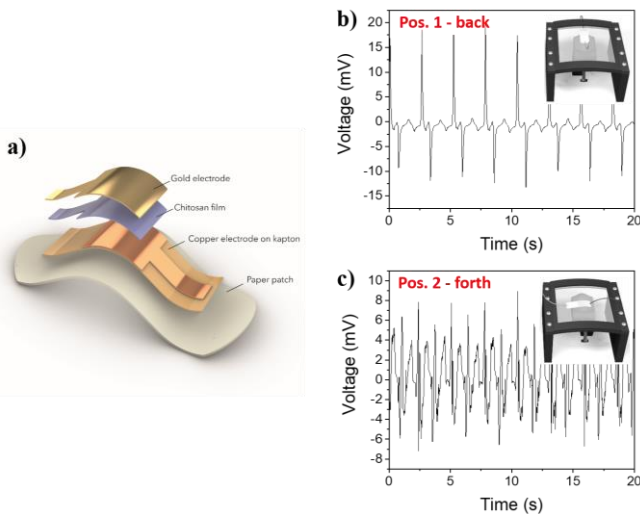 a)
Gold electrode
Chitosan film
Copper electrode on kapton
Paper patch
b)
Pos. 1 - back
Voltage (mV)
20
15
10
5
0
-5
-10
-15
0
5
10
15
20
Time (s)
c)
Pos. 2 - forth
Voltage (mV)
10
8
6
4
2
0
-2
-4
-6
-8
0
5
10
15
20
Time (s)